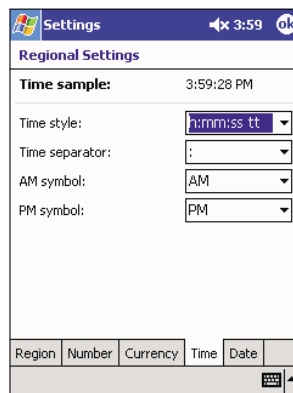 Settings 3:59 ok
Regional Settings
Time sample: 3:59:28 PM
Time style: h:mm:ss tt
Time separator: :
AM symbol: AM
PM symbol: PM
Region Number Currency Time Date